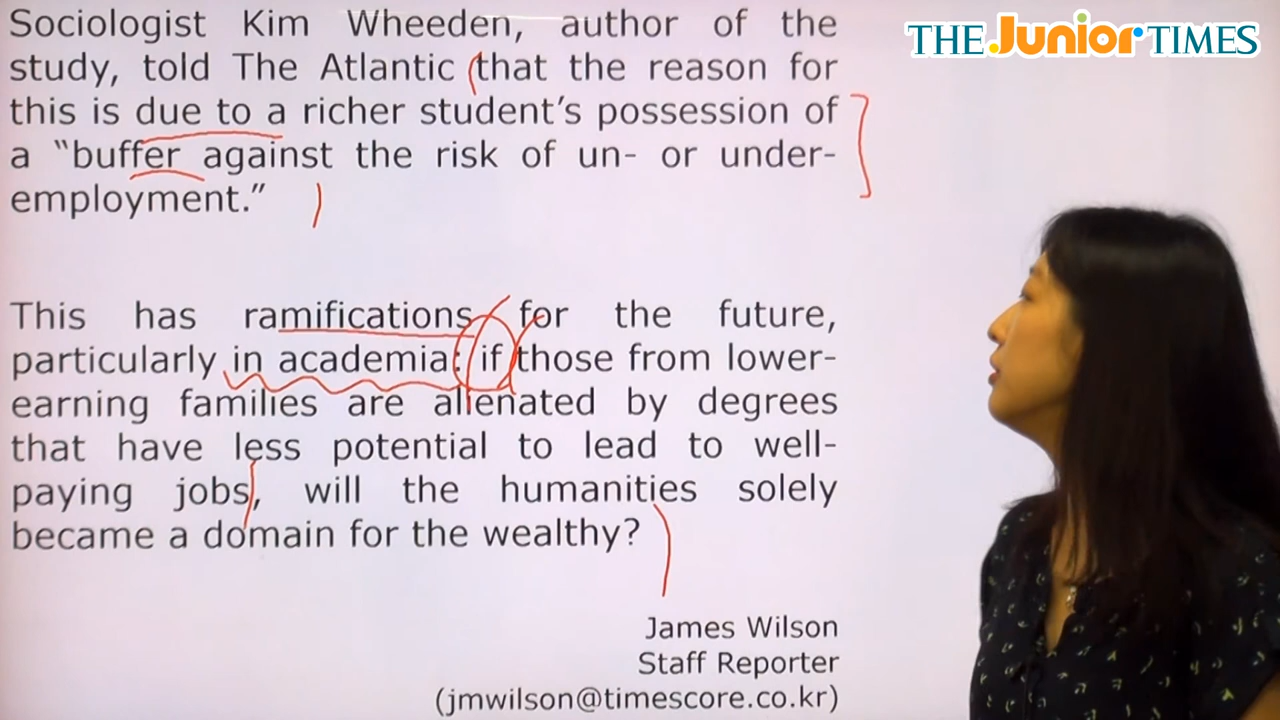 THE Junior TIMES
Sociologist Kim Wheeden, author of the
study, told The Atlantic that the reason for
this is due to a richer student’s possession of
a “buffer against the risk of un- or under-
employment.”
This has ramifications for the future,
particularly in academia: if those from lower-
earning families are alienated by degrees
that have less potential to lead to well-
paying jobs, will the humanities solely
became a domain for the wealthy?
James Wilson
Staff Reporter
(jmwilson@timescore.co.kr)